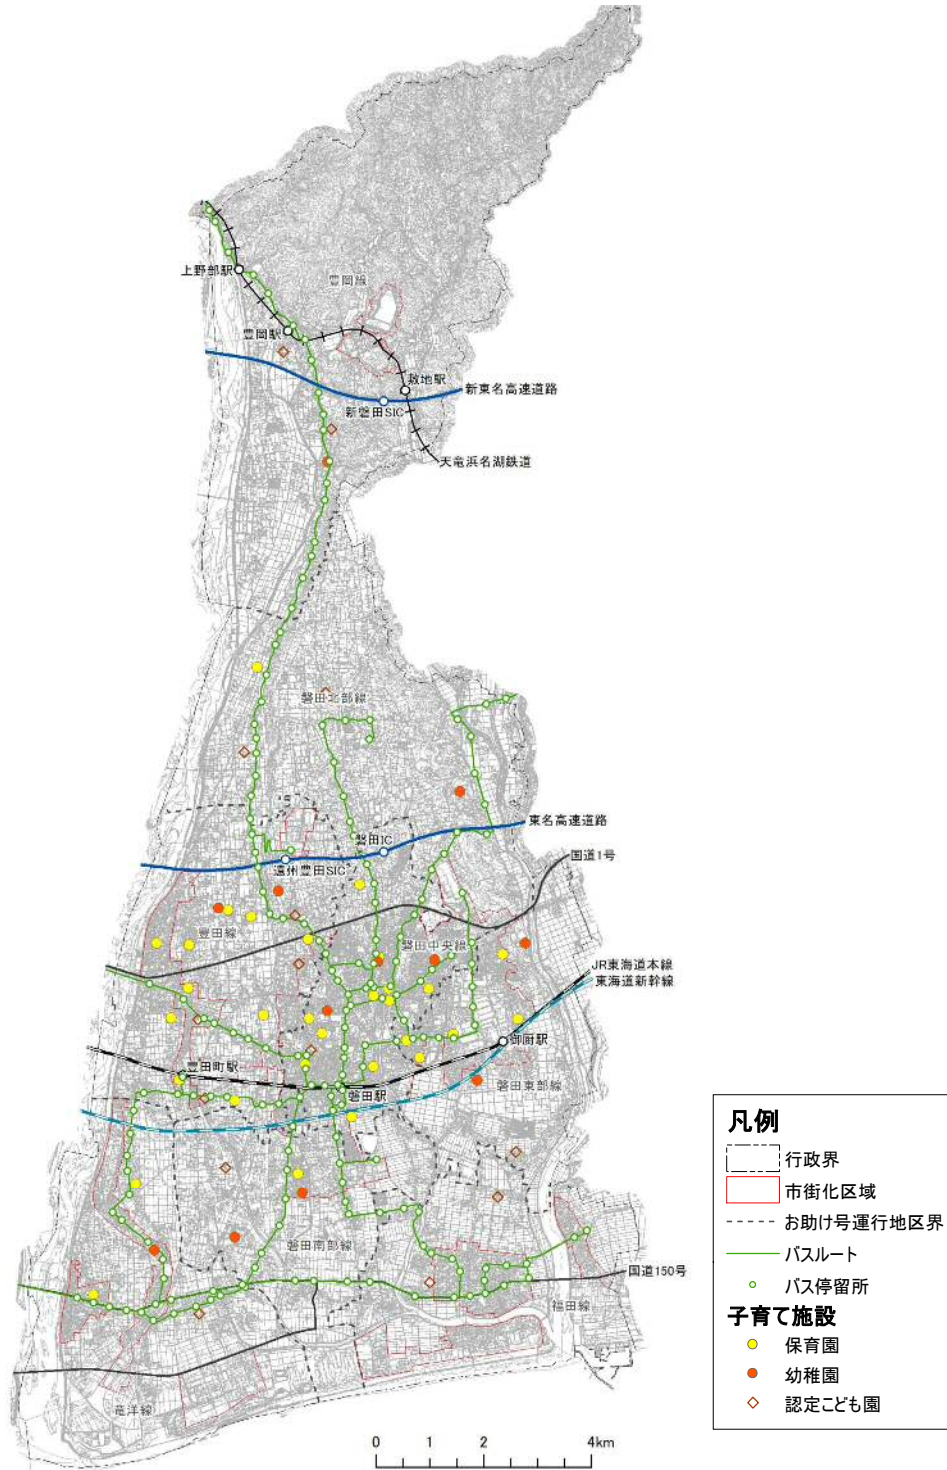 上野部駅
豊岡線
豊岡駅
敷地駅
新東名高速道路
新磐田SIC
天竜浜名湖鉄道
磐田北部線
東名高速道路
磐田IC
国道1号
遠州豊田SIC
豊田線
磐田中央線
JR東海道本線
東海道新幹線
御厨駅
豊田町駅
磐田東部線
磐田駅
磐田南部線
国道150号
福田線
竜洋線
0 1 2 4km
凡例
行政界
市街化区域
お助け号運行地区界
バスルート
バス停留所
子育て施設
保育園
幼稚園
認定こども園